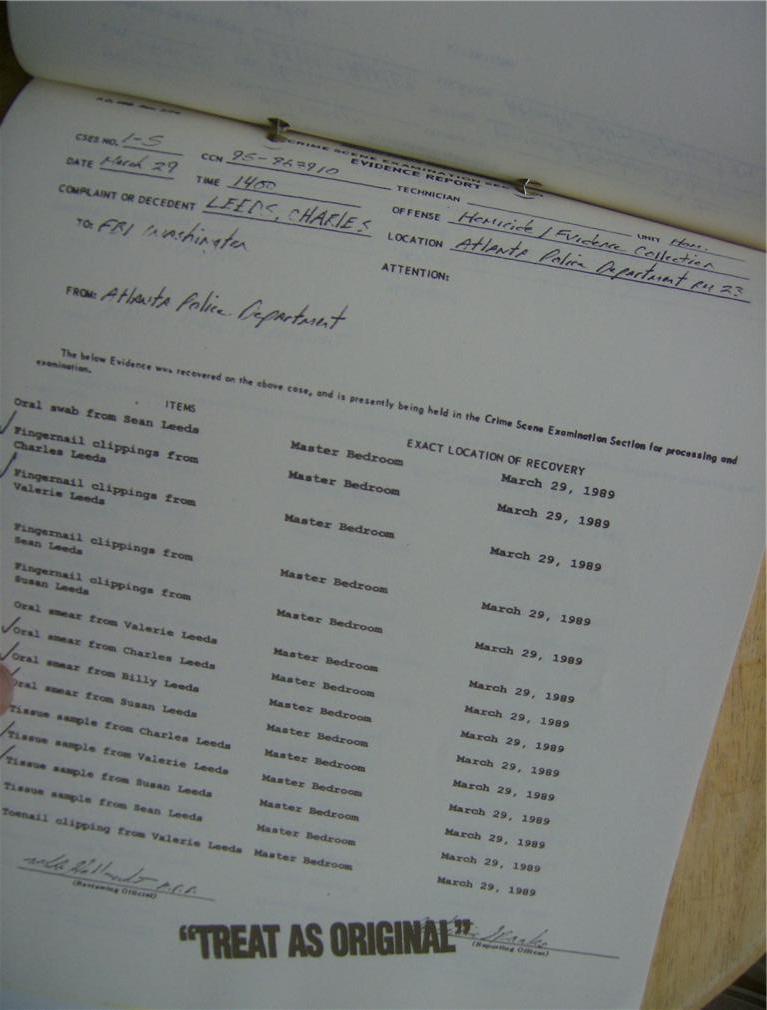 CRIME SCENE EXAMINATION SEC
EVIDENCE REPORT
CSES NO. 1-S
CCN 95-962910
TECHNICIAN
UNIT Hom.
DATE March 29
TIME 1400
OFFENSE Homicide / Evidence Collection
COMPLAINT OR DECEDENT LEEDS, CHARLES
LOCATION Atlanta Police Department RM 23
TO: FBI Washington
ATTENTION:
FROM: Atlanta Police Department
The below Evidence was recovered on the above case, and is presently being held in the Crime Scene Examination Section for processing and
examination.
ITEMS EXACT LOCATION OF RECOVERY
Oral swab from Sean Leeds Master Bedroom March 29, 1989
Fingernail clippings from Master Bedroom March 29, 1989
Charles Leeds
Fingernail clippings from Master Bedroom March 29, 1989
Valerie Leeds
Fingernail clippings from Master Bedroom March 29, 1989
Sean Leeds
Fingernail clippings from Master Bedroom March 29, 1989
Susan Leeds
Oral smear from Valerie Leeds Master Bedroom March 29, 1989
Oral smear from Charles Leeds Master Bedroom March 29, 1989
Oral smear from Billy Leeds Master Bedroom March 29, 1989
Oral smear from Susan Leeds Master Bedroom March 29, 1989
Tissue sample from Charles Leeds Master Bedroom March 29, 1989
Tissue sample from Valerie Leeds Master Bedroom March 29, 1989
Tissue sample from Susan Leeds Master Bedroom March 29, 1989
Tissue sample from Sean Leeds Master Bedroom March 29, 1989
Toenail clipping from Valerie Leeds Master Bedroom March 29, 1989
(Reviewing Official)
"TREAT AS ORIGINAL"
(Reporting Officer)